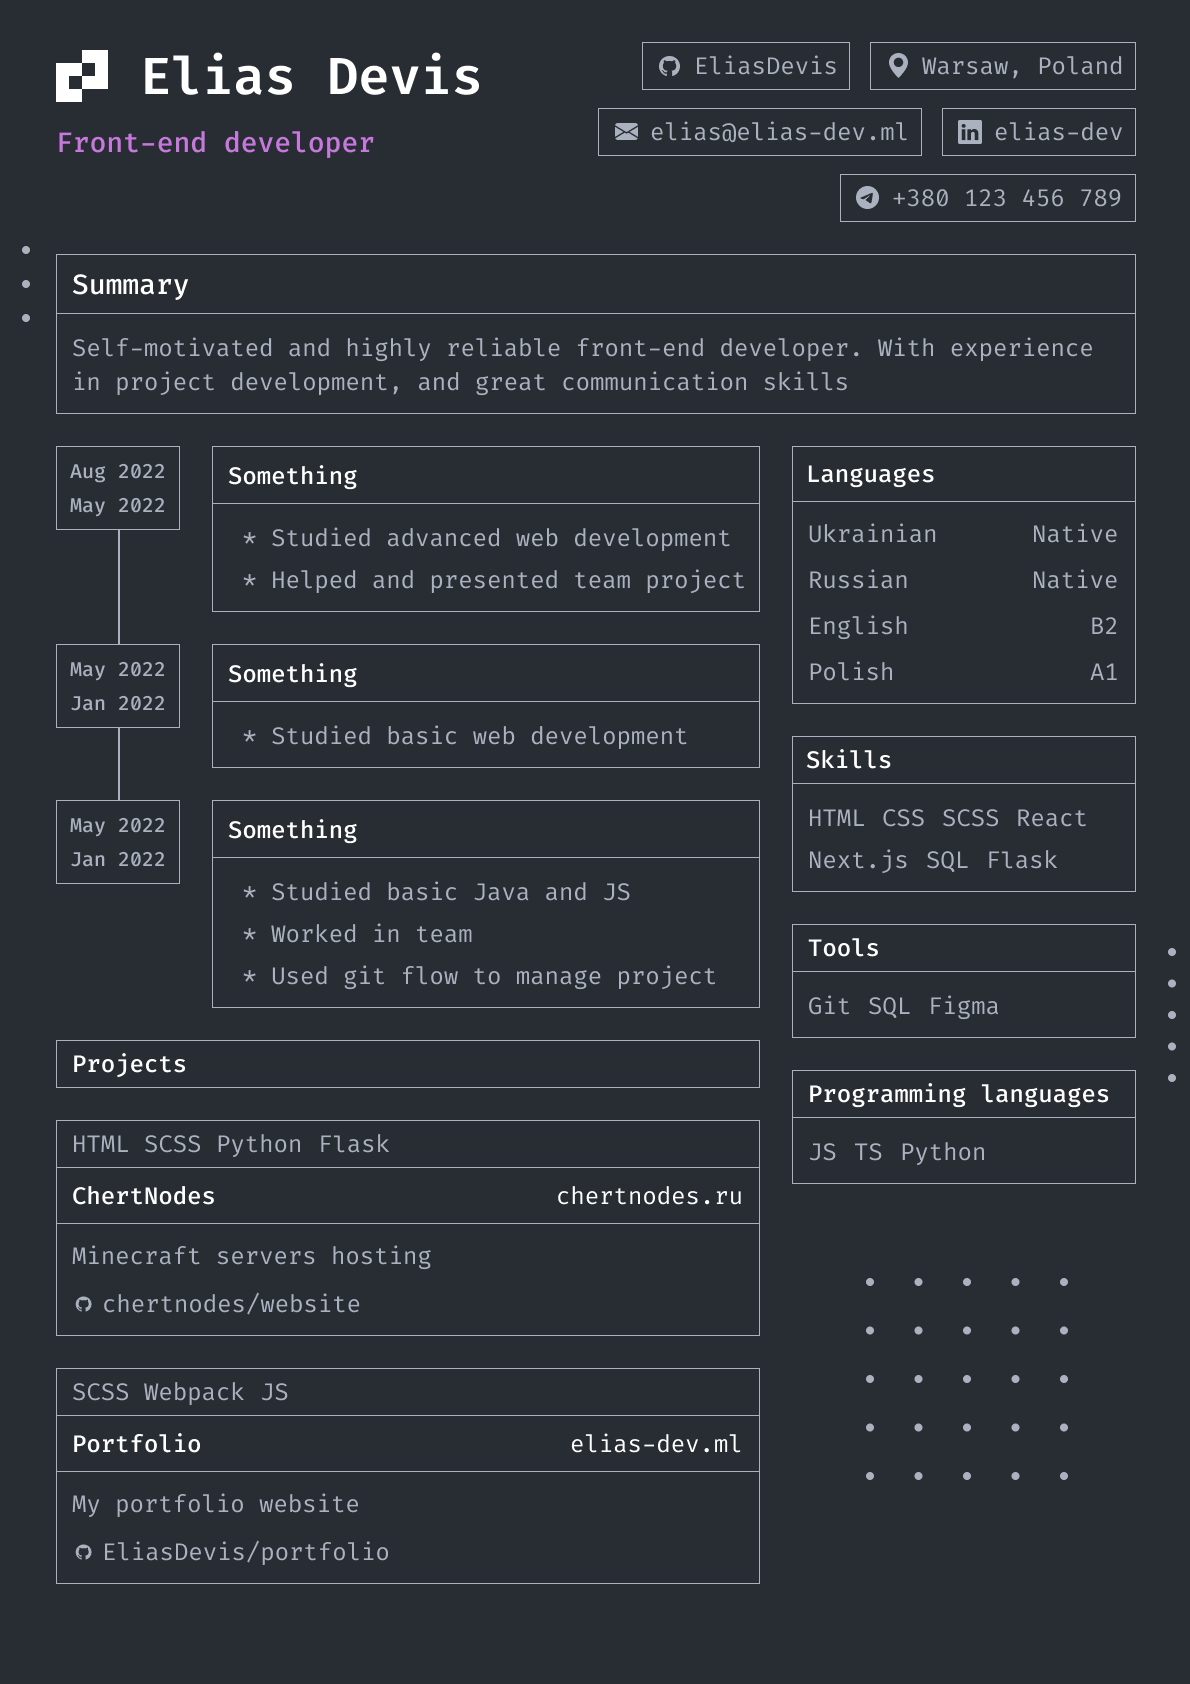 Elias Devis
Front-end developer
EliasDevis
Warsaw, Poland
elias@elias-dev.ml
elias-dev
+380 123 456 789
Summary
Self-motivated and highly reliable front-end developer. With experience
in project development, and great communication skills
Aug 2022
May 2022
Something
* Studied advanced web development
* Helped and presented team project
May 2022
Jan 2022
Something
* Studied basic web development
May 2022
Jan 2022
Something
* Studied basic Java and JS
* Worked in team
* Used git flow to manage project
Projects
HTML SCSS Python Flask
ChertNodes chertnodes.ru
Minecraft servers hosting
chertnodes/website
SCSS Webpack JS
Portfolio elias-dev.ml
My portfolio website
EliasDevis/portfolio
Languages
Ukrainian Native
Russian Native
English B2
Polish A1
Skills
HTML CSS SCSS React
Next.js SQL Flask
Tools
Git SQL Figma
Programming languages
JS TS Python